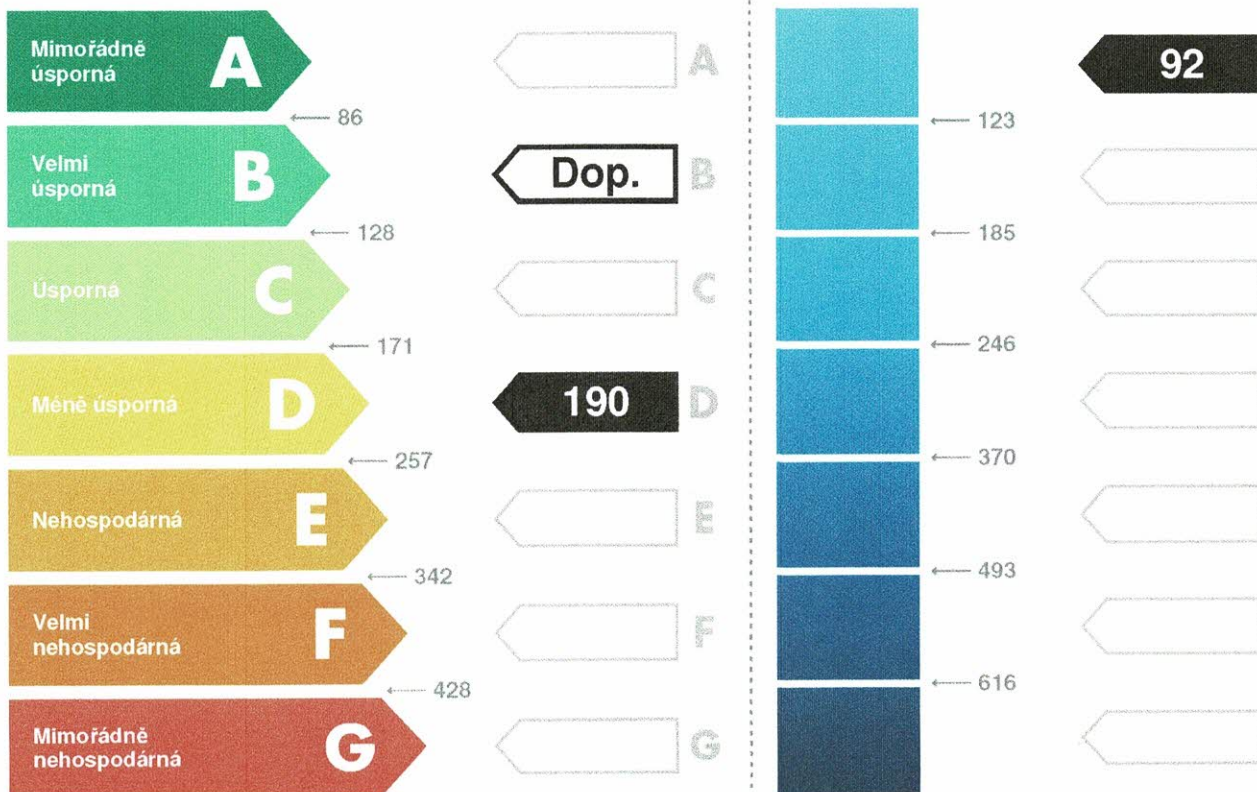 Mimořádně
úsporná
A
A
86
Velmi
úsporná
B
Dop.
B
128
Úsporná
C
C
171
Méně úsporná
D
190
D
257
Nehospodárná
E
E
342
Velmi
nehospodárná
F
F
428
Mimořádně
nehospodárná
G
G
92
123
185
246
370
493
616